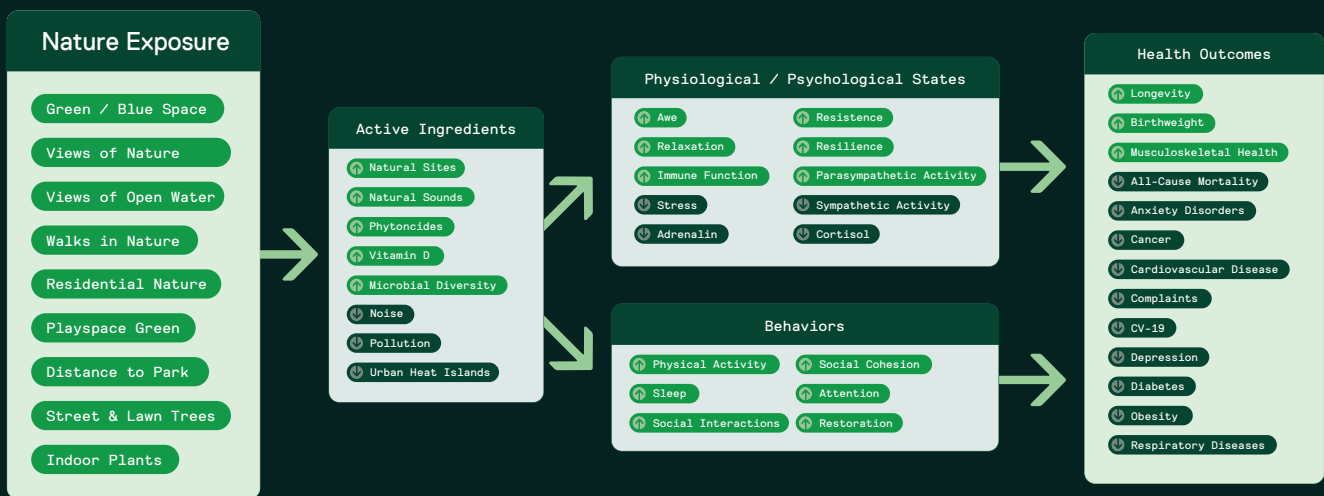 Nature Exposure
Green / Blue Space
Views of Nature
Views of Open Water
Walks in Nature
Residential Nature
Playspace Green
Distance to Park
Street & Lawn Trees
Indoor Plants
Active Ingredients
Natural Sites
Natural Sounds
Phytoncides
Vitamin D
Microbial Diversity
Noise
Pollution
Urban Heat Islands
Physiological / Psychological States
Awe
Relaxation
Immune Function
Stress
Adrenalin
Resistence
Resilience
Parasympathetic Activity
Sympathetic Activity
Cortisol
Behaviors
Physical Activity
Sleep
Social Interactions
Social Cohesion
Attention
Restoration
Health Outcomes
Longevity
Birthweight
Musculoskeletal Health
All-Cause Mortality
Anxiety Disorders
Cancer
Cardiovascular Disease
Complaints
CV-19
Depression
Diabetes
Obesity
Respiratory Diseases